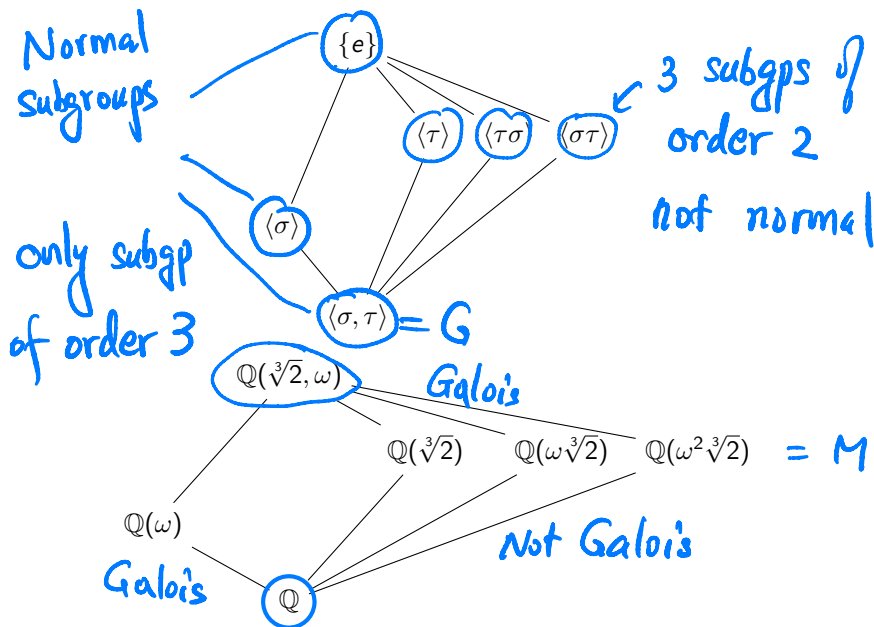 Normal
subgroups
{e}
⟨τ⟩ ⟨τσ⟩ ⟨στ⟩
3 subgps of
order 2
not normal
⟨σ⟩
only subgp
of order 3
⟨σ, τ⟩ = G
ℚ(∛2, ω)
Galois
ℚ(∛2) ℚ(ω∛2) ℚ(ω²∛2) = M
ℚ(ω)
Not Galois
Galois
ℚ